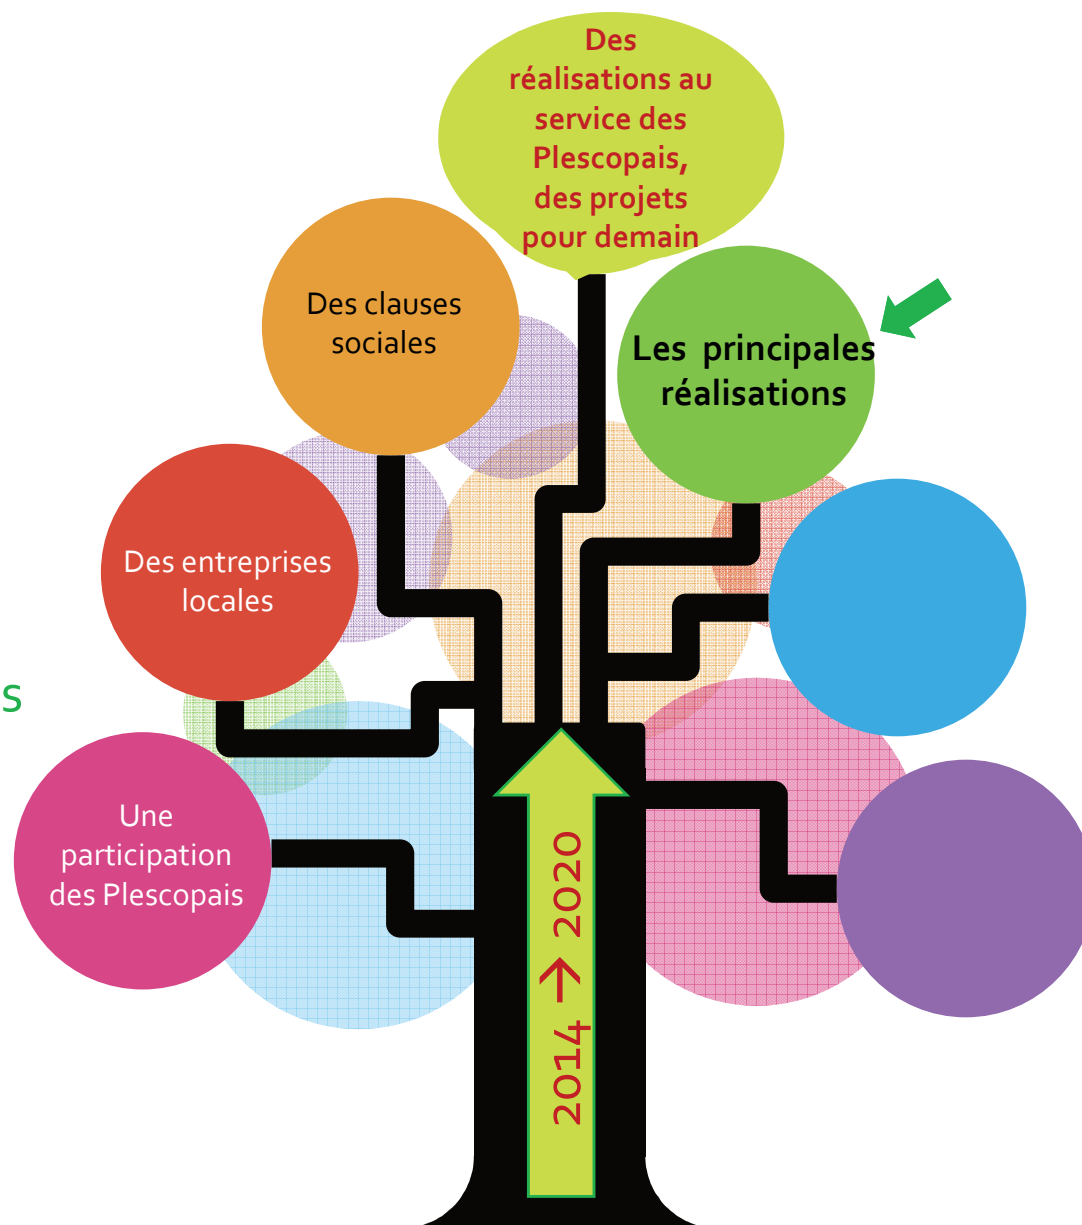 Des
réalisations au
service des
Plescopais,
des projets
pour demain
Des clauses
sociales
Les principales
réalisations
Des entreprises
locales
s
Une
participation
des Plescopais
2014 → 2020